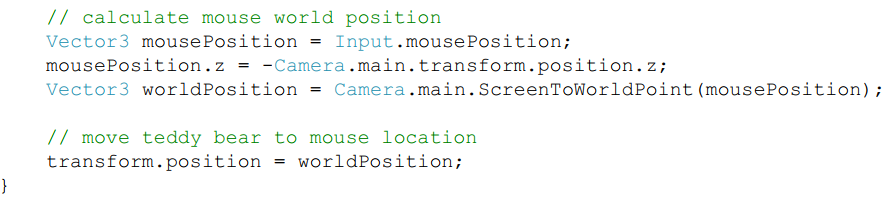 // calculate mouse world position
Vector3 mousePosition = Input.mousePosition;
mousePosition.z = -Camera.main.transform.position.z;
Vector3 worldPosition = Camera.main.ScreenToWorldPoint(mousePosition);
// move teddy bear to mouse location
transform.position = worldPosition;
}